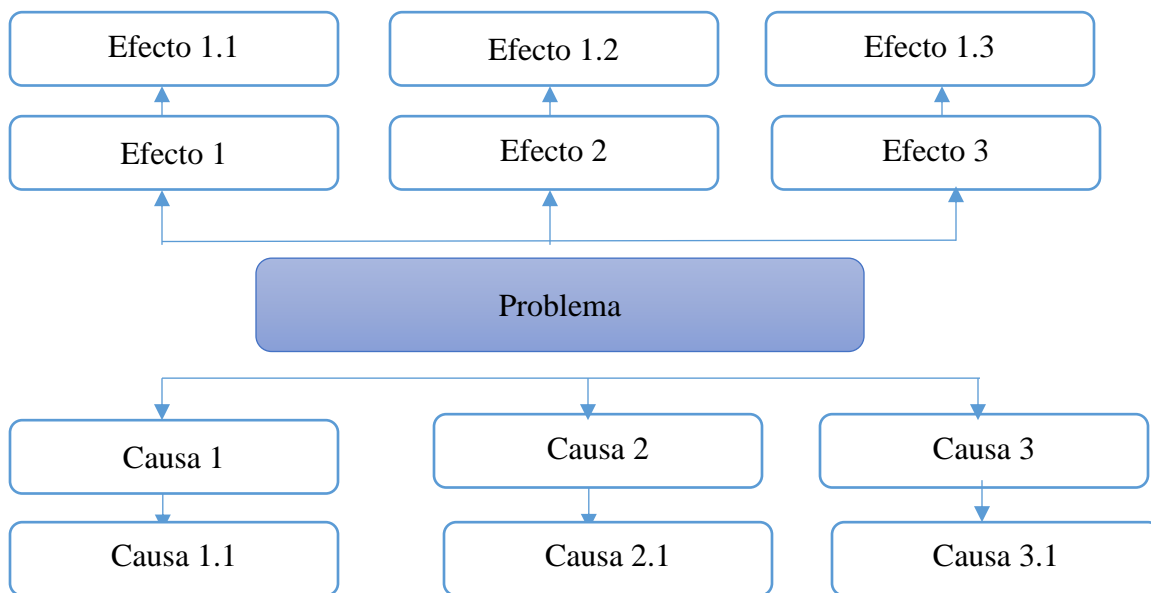 Efecto 1.1
Efecto 1.2
Efecto 1.3
Efecto 1
Efecto 2
Efecto 3
Problema
Causa 1
Causa 2
Causa 3
Causa 1.1
Causa 2.1
Causa 3.1